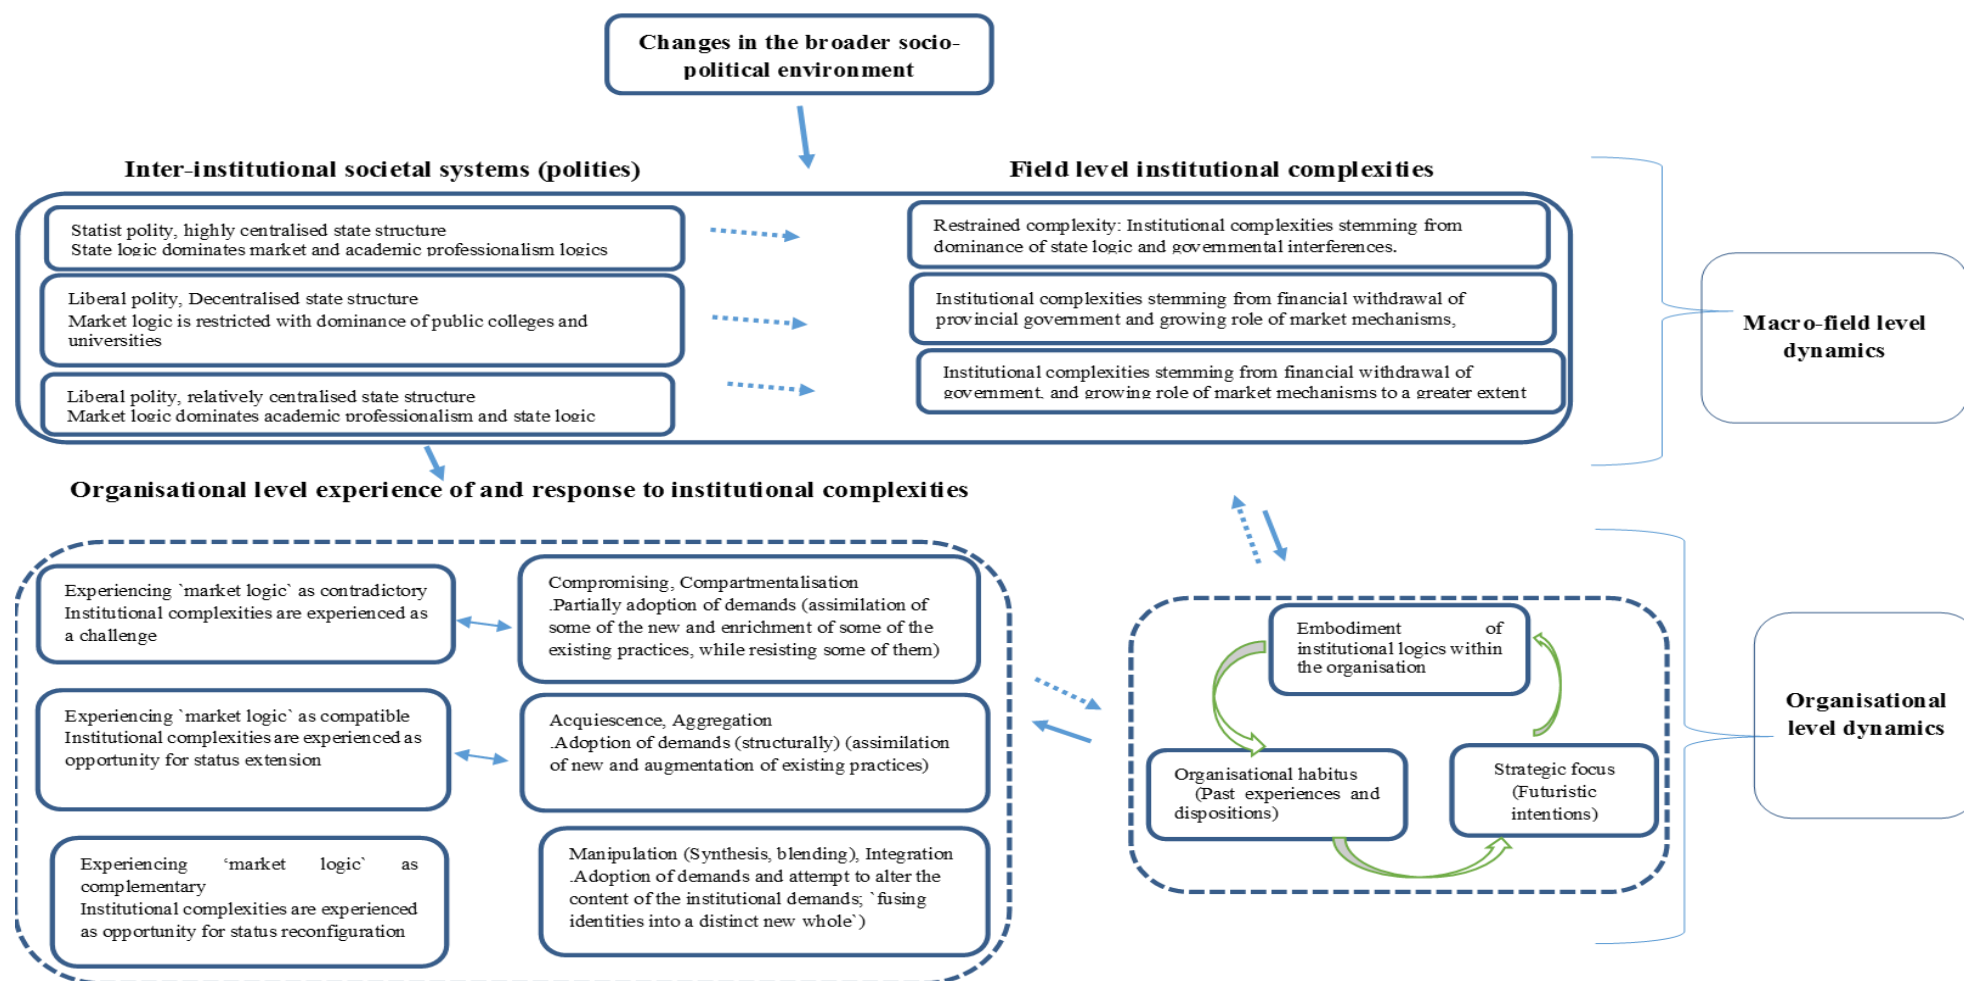 Changes in the broader socio-
political environment
Inter-institutional societal systems (polities)
Field level institutional complexities
Statist polity, highly centralised state structure
State logic dominates market and academic professionalism logics
Restrained complexity: Institutional complexities stemming from
dominance of state logic and governmental interferences.
Liberal polity, Decentralised state structure
Market logic is restricted with dominance of public colleges and
universities
Institutional complexities stemming from financial withdrawal of
provincial government and growing role of market mechanisms,
Liberal polity, relatively centralised state structure
Market logic dominates academic professionalism and state logic
Institutional complexities stemming from financial withdrawal of
government, and growing role of market mechanisms to a greater extent
Macro-field level
dynamics
Organisational level experience of and response to institutional complexities
Experiencing `market logic` as contradictory
Institutional complexities are experienced as
a challenge
Compromising, Compartmentalisation
.Partially adoption of demands (assimilation of
some of the new and enrichment of some of the
existing practices, while resisting some of them)
Experiencing `market logic` as compatible
Institutional complexities are experienced as
opportunity for status extension
Acquiescence, Aggregation
.Adoption of demands (structurally) (assimilation
of new and augmentation of existing practices)
Experiencing ‘market logic` as
complementary
Institutional complexities are experienced
as opportunity for status reconfiguration
Manipulation (Synthesis, blending), Integration
.Adoption of demands and attempt to alter the
content of the institutional demands; `fusing
identities into a distinct new whole`)
Embodiment of
institutional logics within
the organisation
Organisational habitus
(Past experiences and
dispositions)
Strategic focus
(Futuristic
intentions)
Organisational
level dynamics